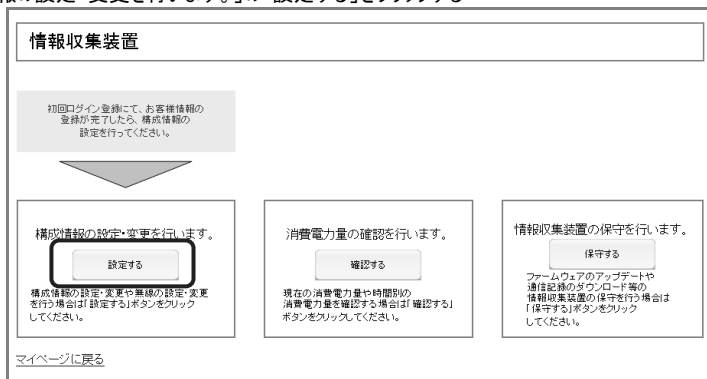 報の設定・変更を行います。」の「設定する」をクリックする
情報収集装置
初回ログイン登録にて、お客様情報の
登録が完了したら、構成情報の
設定を行ってください。
構成情報の設定・変更を行います。
設定する
構成情報の設定・変更や無線の設定・変更
を行う場合は「設定する」ボタンをクリック
してください。
消費電力量の確認を行います。
確認する
現在の消費電力量や時間別の
消費電力量を確認する場合は「確認する」
ボタンをクリックしてください。
情報収集装置の保守を行います。
保守する
ファームウェアのアップデートや
通信記録のダウンロード等の
情報収集装置の保守を行う場合は
「保守する」ボタンをクリック
してください。
マイページに戻る